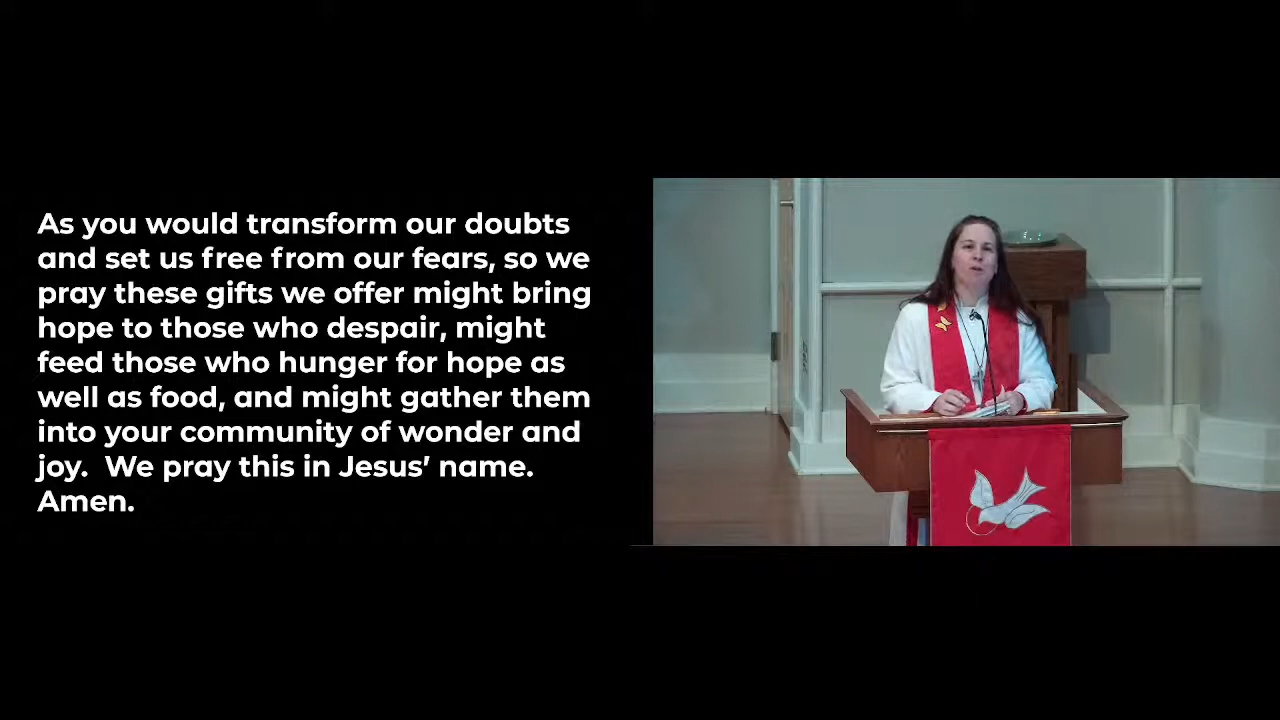 As you would transform our doubts
and set us free from our fears, so we
pray these gifts we offer might bring
hope to those who despair, might
feed those who hunger for hope as
well as food, and might gather them
into your community of wonder and
joy.  We pray this in Jesus’ name.
Amen.